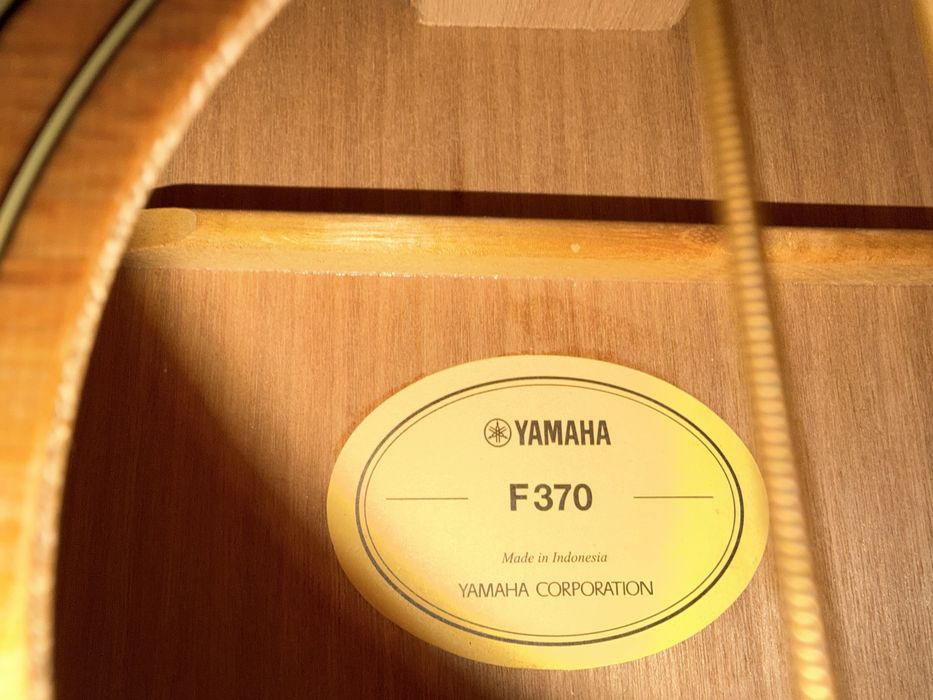 YAMAHA
F370
Made in Indonesia
YAMAHA CORPORATION